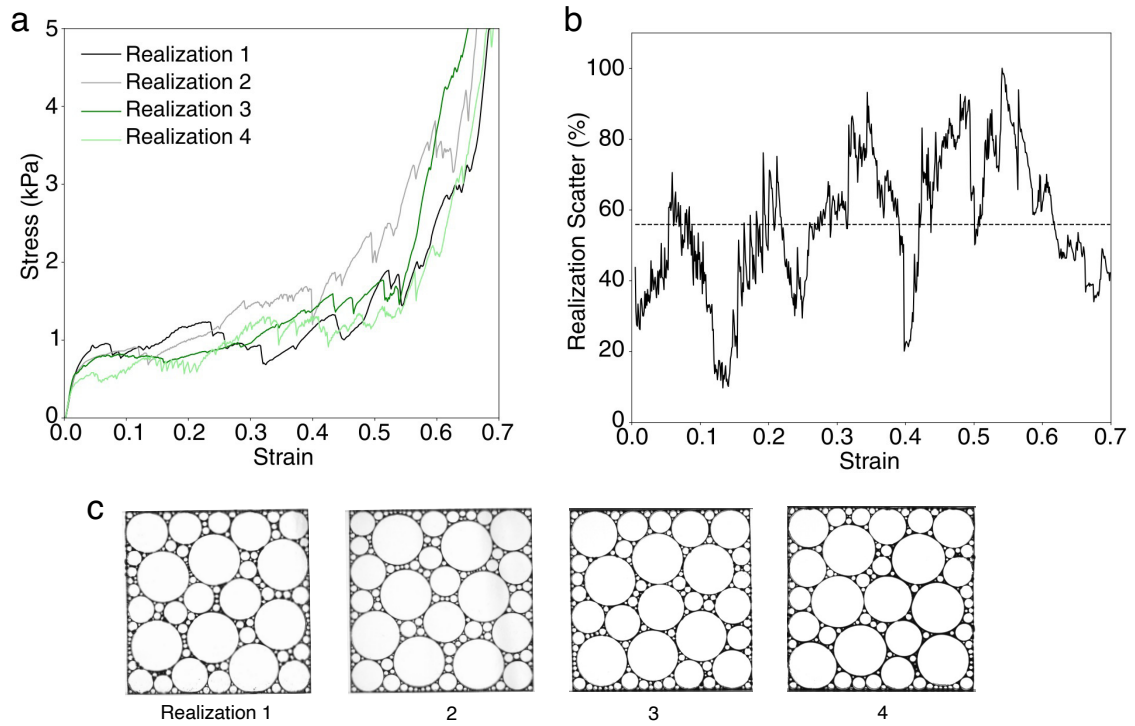 a
5
4
3
2
1
0
Stress (kPa)
Realization 1
Realization 2
Realization 3
Realization 4
0.0 0.1 0.2 0.3 0.4 0.5 0.6 0.7
Strain
b
100
80
60
40
20
0
Realization Scatter (%)
0.0 0.1 0.2 0.3 0.4 0.5 0.6 0.7
Strain
c
Realization 1 2 3 4